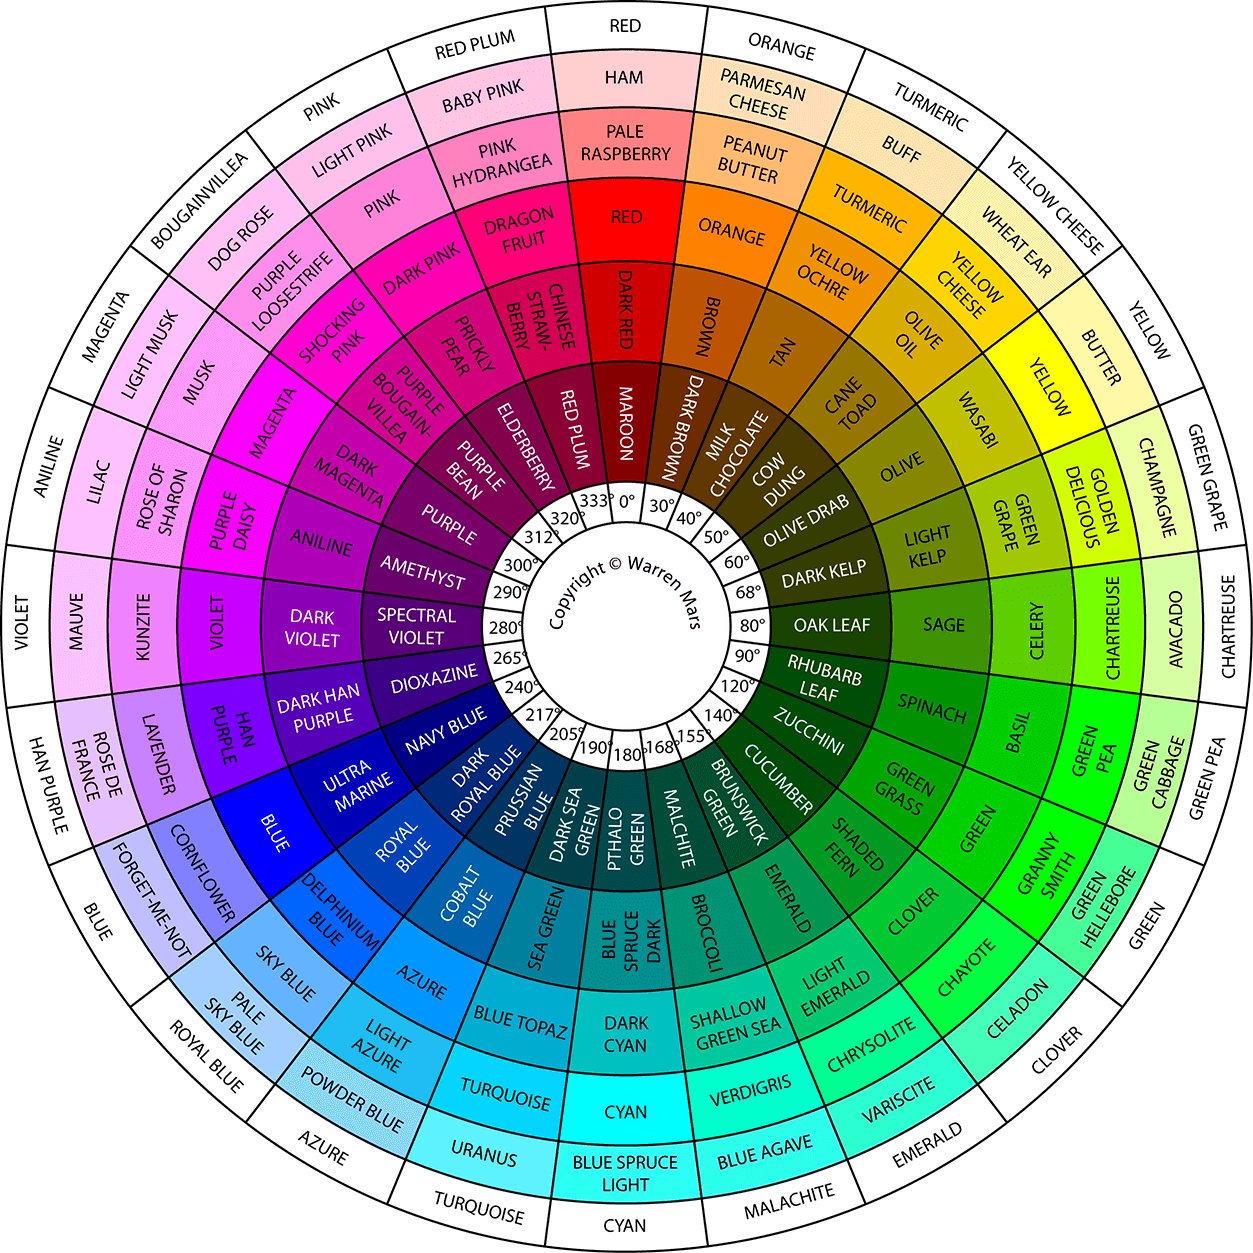 RED
HAM
PALE
RASPBERRY
RED
DARK RED
MAROON
0°
ORANGE
PARMESAN
CHEESE
PEANUT
BUTTER
ORANGE
BROWN
DARK BROWN
30°
TURMERIC
BUFF
TURMERIC
YELLOW
OCHRE
TAN
MILK
CHOCOLATE
40°
YELLOW CHEESE
WHEAT EAR
YELLOW
CHEESE
OLIVE
OIL
CANE
TOAD
COW
DUNG
50°
YELLOW
BUTTER
YELLOW
WASABI
OLIVE
OLIVE DRAB
60°
GREEN GRAPE
CHAMPAGNE
GOLDEN
DELICIOUS
GREEN
GRAPE
LIGHT
KELP
DARK KELP
68°
CHARTREUSE
AVACADO
CHARTREUSE
CELERY
SAGE
OAK LEAF
80°
GREEN PEA
GREEN
CABBAGE
GREEN
PEA
BASIL
SPINACH
RHUBARB
LEAF
90°
GREEN
GREEN
HELLEBORE
GRANNY
SMITH
GREEN
GREEN
GRASS
ZUCCHINI
120°
CLOVER
CELADON
CHAYOTE
CLOVER
SHADED
FERN
CUCUMBER
140°
EMERALD
VARISCITE
CHRYSOLITE
LIGHT
EMERALD
EMERALD
BRUNSWICK
GREEN
155°
MALACHITE
BLUE AGAVE
VERDIGRIS
SHALLOW
GREEN SEA
BROCCOLI
MALCHITE
168°
CYAN
BLUE SPRUCE
LIGHT
CYAN
DARK
CYAN
BLUE
SPRUCE
DARK
PTHALO
GREEN
180°
TURQUOISE
URANUS
TURQUOISE
BLUE TOPAZ
SEA GREEN
DARK SEA
GREEN
190°
AZURE
POWDER BLUE
LIGHT
AZURE
AZURE
COBALT
BLUE
PRUSSIAN
BLUE
205°
ROYAL BLUE
PALE
SKY BLUE
SKY BLUE
DELPHINIUM
BLUE
ROYAL
BLUE
DARK
ROYAL BLUE
217°
BLUE
FORGET-ME-NOT
CORNFLOWER
BLUE
ULTRA
MARINE
NAVY BLUE
240°
HAN PURPLE
ROSE DE
FRANCE
LAVENDER
HAN
PURPLE
DARK HAN
PURPLE
DIOXAZINE
265°
VIOLET
MAUVE
KUNZITE
VIOLET
DARK
VIOLET
SPECTRAL
VIOLET
280°
ANILINE
LILAC
ROSE OF
SHARON
PURPLE
DAISY
ANILINE
AMETHYST
290°
MAGENTA
LIGHT MUSK
MUSK
MAGENTA
DARK
MAGENTA
PURPLE
300°
BOUGAINVILLEA
DOG ROSE
PURPLE
LOOSESTRIFE
SHOCKING
PINK
PURPLE
BOUGAIN-
VILLEA
PURPLE
BEAN
312°
PINK
LIGHT PINK
PINK
DARK PINK
PRICKLY
PEAR
ELDERBERRY
320°
RED PLUM
BABY PINK
PINK
HYDRANGEA
DRAGON
FRUIT
CHINESE
STRAW-
BERRY
RED PLUM
333°
Copyright © Warren Mars